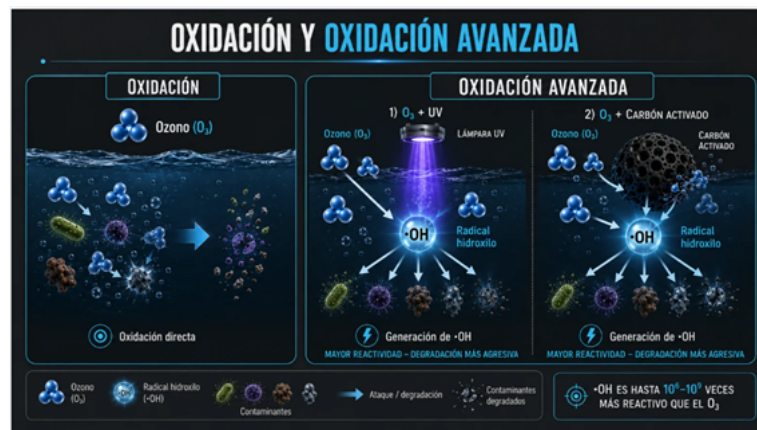 OXIDACIÓN Y OXIDACIÓN AVANZADA
OXIDACIÓN
Ozono (O₃)
Oxidación directa
OXIDACIÓN AVANZADA
1) O₃ + UV
Ozono (O₃)
LÁMPARA UV
•OH
Radical
hidroxilo
Generación de •OH
MAYOR REACTIVIDAD – DEGRADACIÓN MÁS AGRESIVA
2) O₃ + CARBÓN ACTIVADO
Ozono (O₃)
CARBÓN
ACTIVADO
•OH
Radical
hidroxilo
Generación de •OH
MAYOR REACTIVIDAD – DEGRADACIÓN MÁS AGRESIVA
Ozono
(O₃)
Radical hidroxilo
(•OH)
Contaminantes
Ataque / degradación
Contaminantes
degradados
•OH ES HASTA 10⁶–10⁹ VECES
MÁS REACTIVO QUE EL O₃